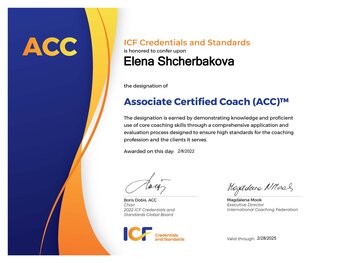 ACC
ICF Credentials and Standards
is honored to confer upon
Elena Shcherbakova
the designation of
Associate Certified Coach (ACC)™
The designation is earned by demonstrating knowledge and proficient
use of core coaching skills through a comprehensive application and
evaluation process designed to ensure high standards for the coaching
profession and the clients it serves.
Awarded on this day 2/8/2022
Magdalena Mook
Boris Dobis, ACC
Chair
2022 ICF Credentials and
Standards Global Board
Magdalena Mook
Executive Director
International Coaching Federation
ICF Credentials
and Standards
Valid through 2/28/2025